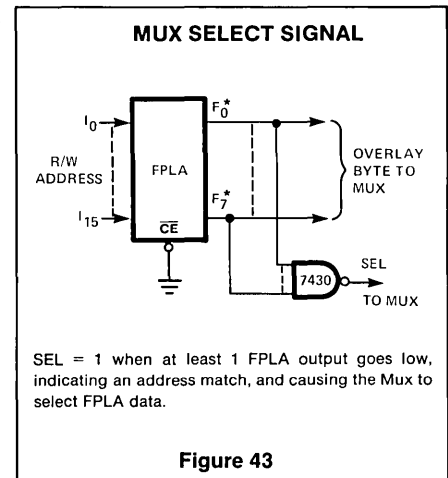 MUX SELECT SIGNAL
I0
F0*
R/W
ADDRESS
FPLA
OVERLAY
BYTE TO
MUX
F7*
I15
CE
7430
SEL
TO MUX
SEL = 1 when at least 1 FPLA output goes low,
indicating an address match, and causing the Mux to
select FPLA data.
Figure 43